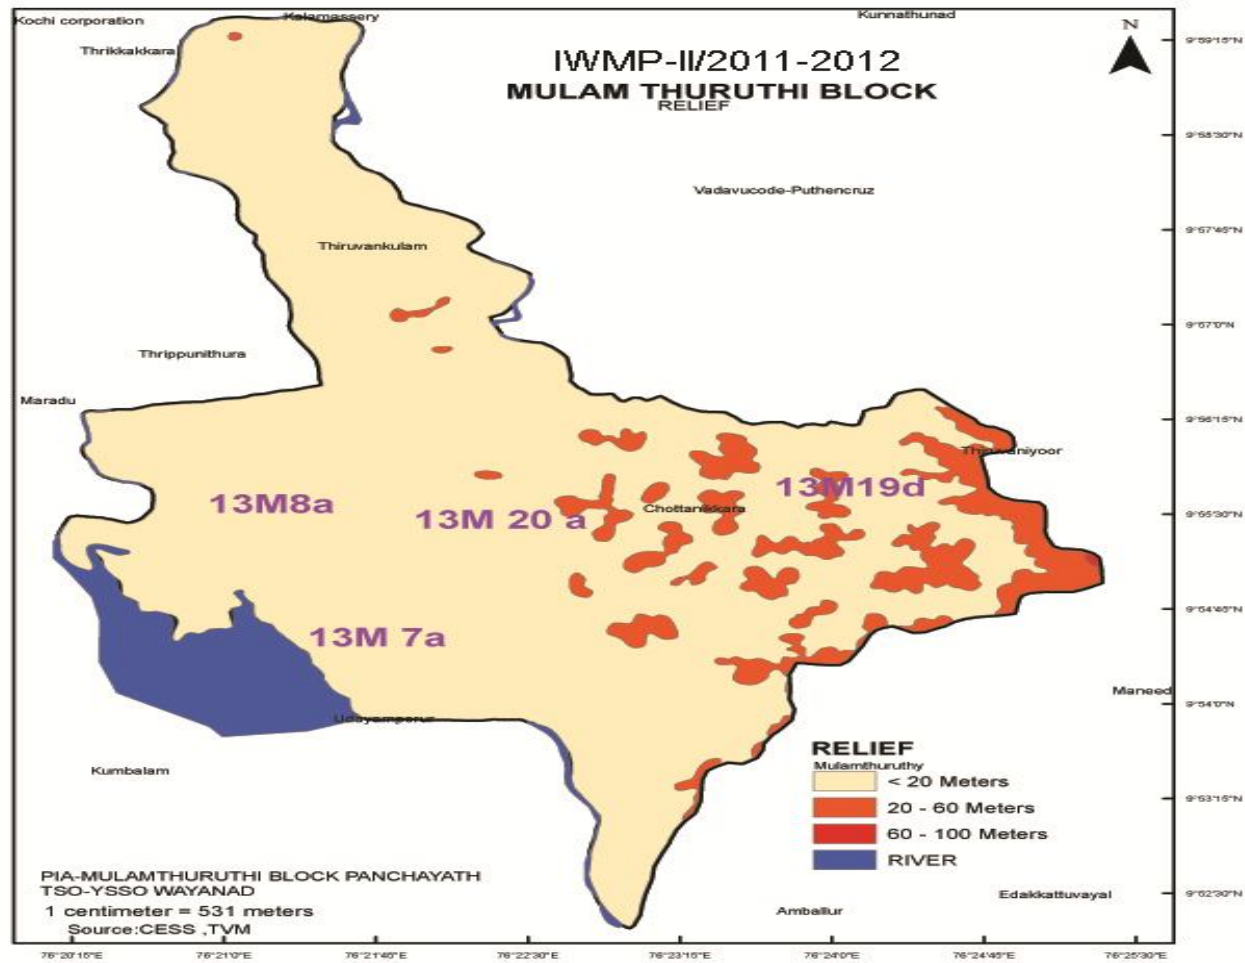 Kochi corporation
Kalamassery
Kunnathunad
Thrikkakkara
N
9°59'15"N
IWMP-II/2011-2012
MULAM THURUTHI BLOCK
RELIEF
9°58'30"N
Vadavucode-Puthencruz
9°57'45"N
Thiruvankulam
9°57'0"N
Thrippunithura
Maradu
9°56'15"N
Thiruvaniyoor
13M19d
13M8a
Chottanikkara
13M 20 a
9°55'30"N
9°54'45"N
13M 7a
Maneed
9°54'0"N
Udayamperur
RELIEF
Mulamthuruthy
Kumbalam
< 20 Meters
9°53'15"N
20 - 60 Meters
60 - 100 Meters
RIVER
PIA-MULAMTHURUTHI BLOCK PANCHAYATH
TSO-YSSO WAYANAD
Edakkattuvayal
9°52'30"N
1 centimeter = 531 meters
Amballur
Source:CESS ,TVM
76°20'15"E
76°21'0"E
76°21'45"E
76°22'30"E
76°23'15"E
76°24'0"E
76°24'45"E
76°25'30"E